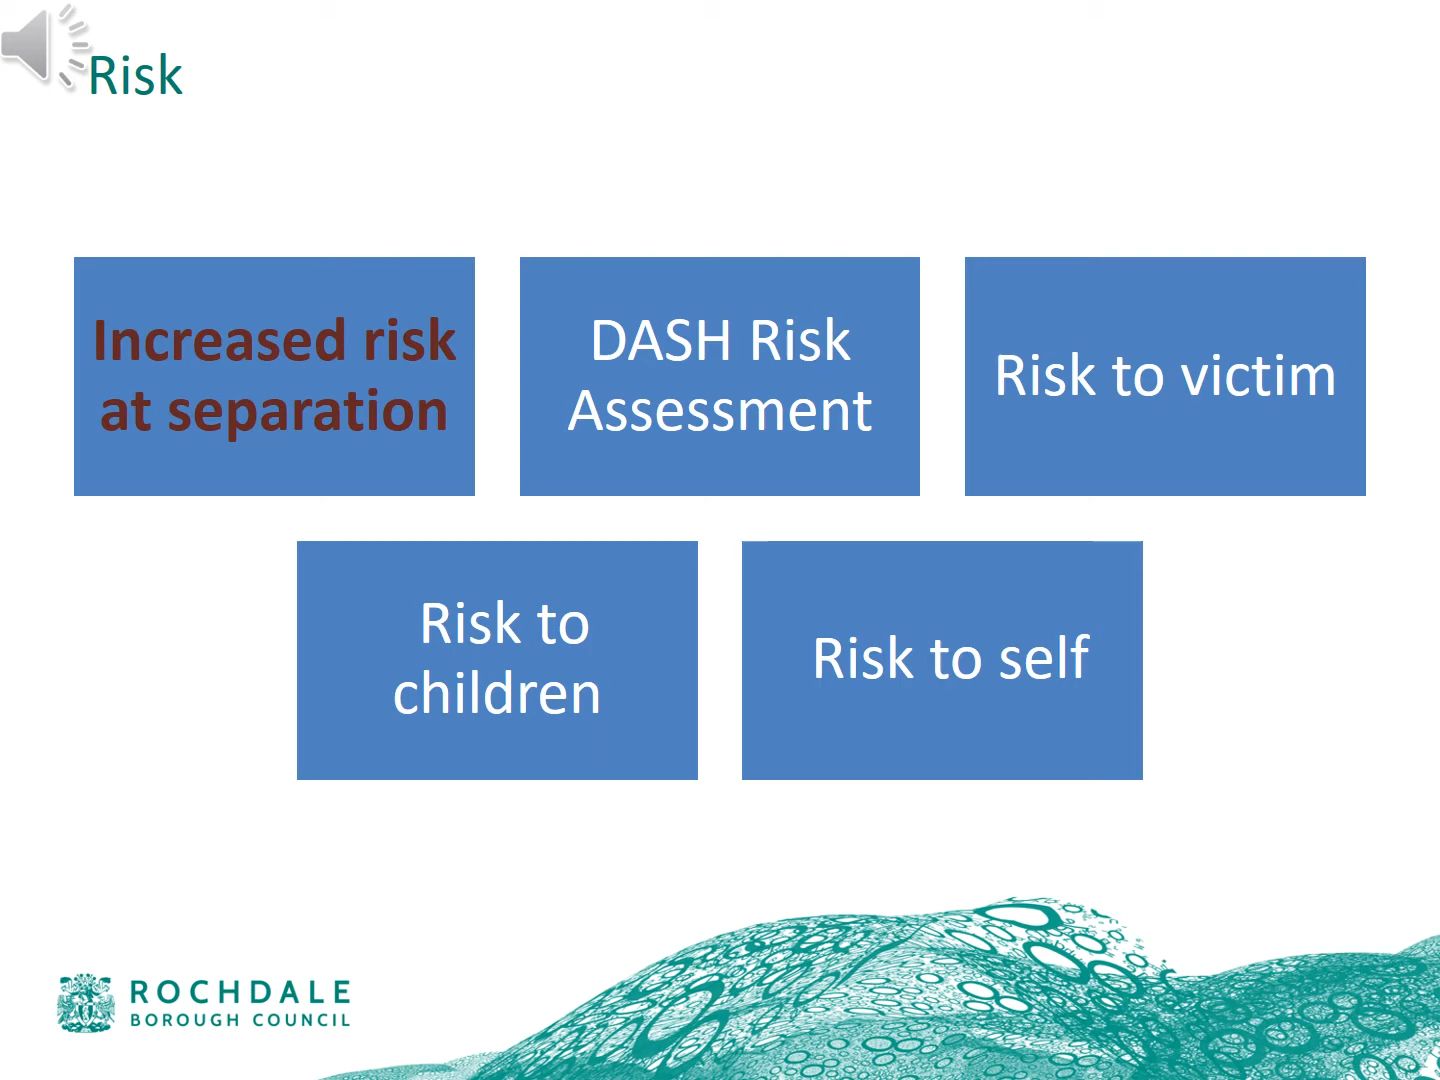 Risk
Increased risk
at separation
DASH Risk
Assessment
Risk to victim
Risk to
children
Risk to self
ROCHDALE
BOROUGH COUNCIL